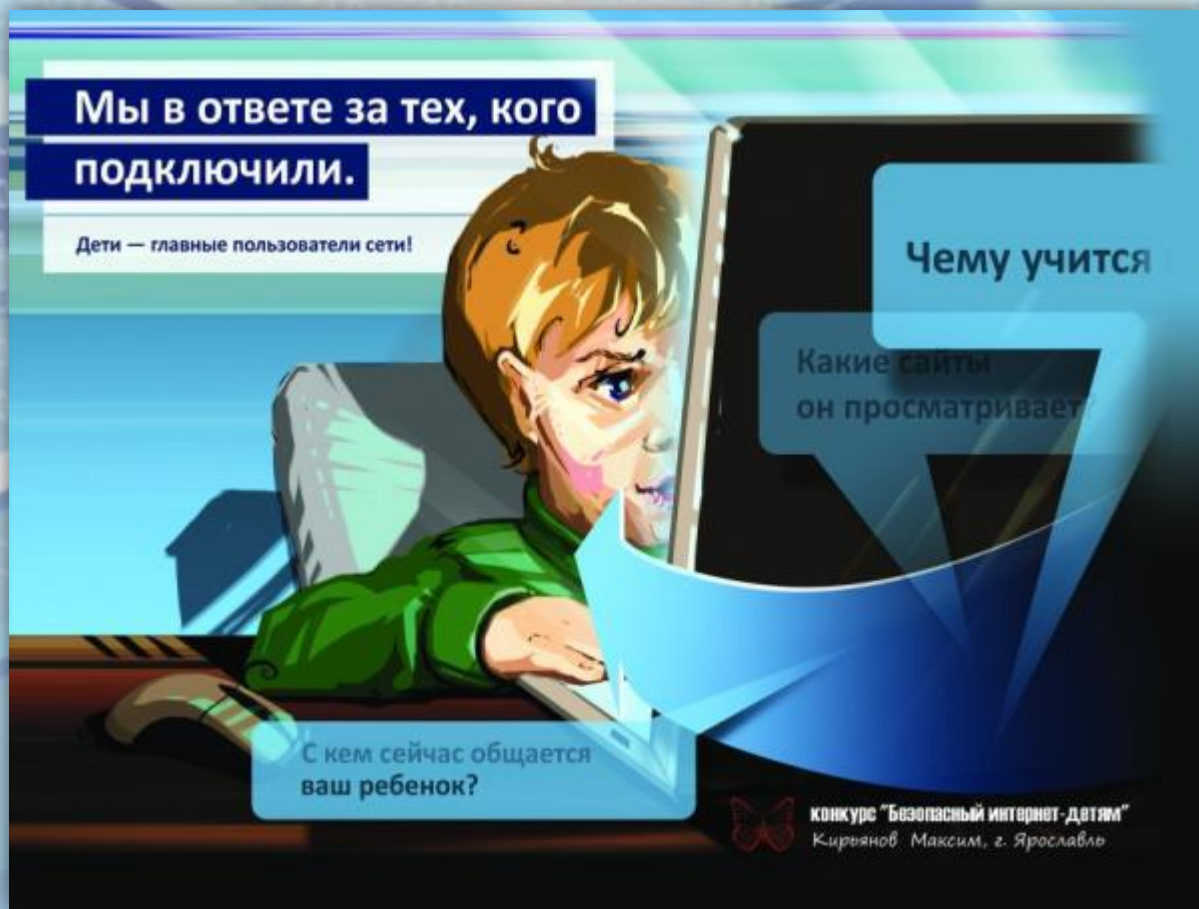 Мы в ответе за тех, кого
подключили.
Дети — главные пользователи сети!
Чему учится
Какие сайты
он просматривает?
С кем сейчас общается
ваш ребенок?
конкурс "Безопасный интернет-детям"
Кирьянов Максим, г. Ярославль